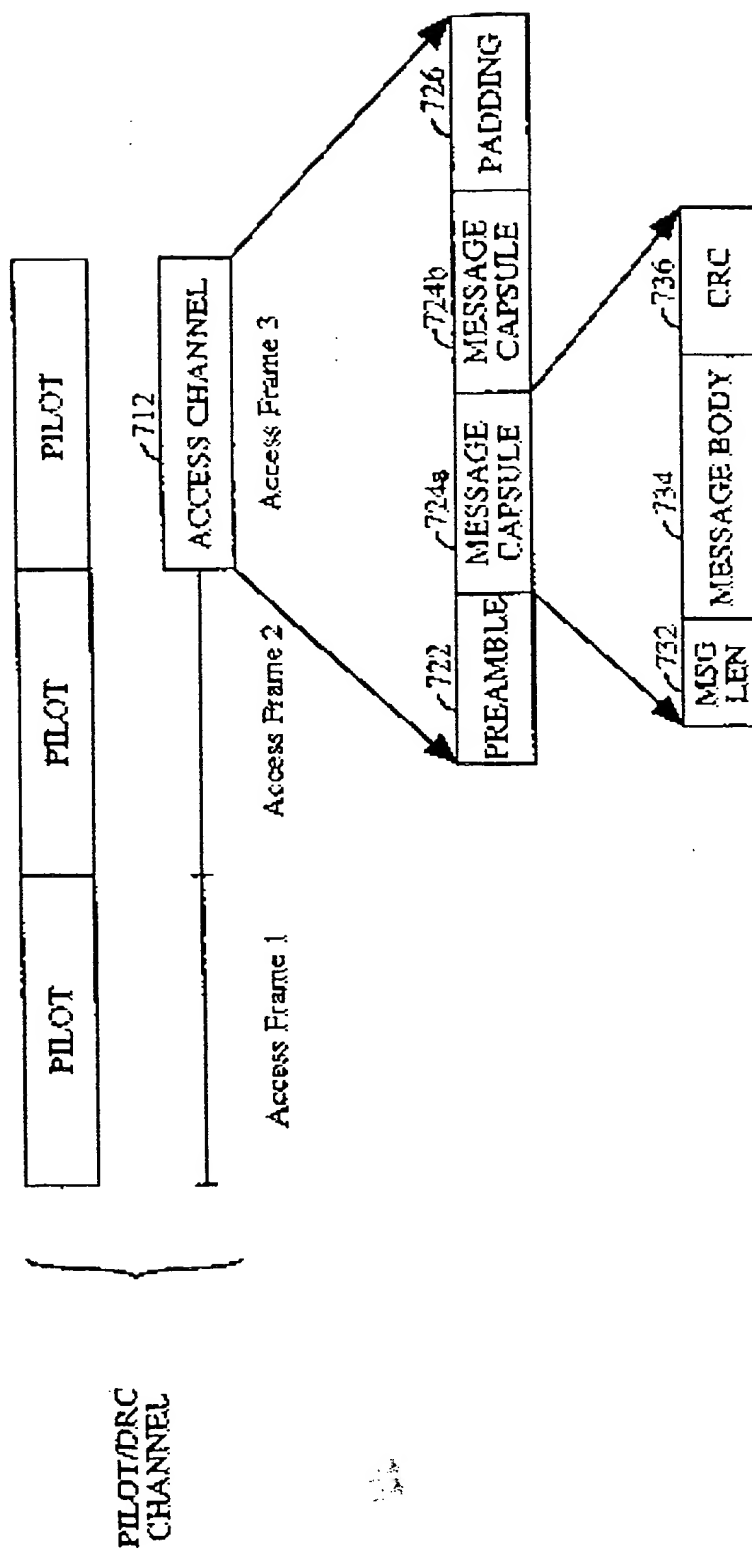 PILOT/DRC
CHANNEL
PILOT
PILOT
PILOT
712
ACCESS CHANNEL
Access Frame 1
Access Frame 2
Access Frame 3
722
724a
724b
726
PREAMBLE
MESSAGE
CAPSULE
MESSAGE
CAPSULE
PADDING
732
734
736
MSG
LEN
MESSAGE BODY
CRC